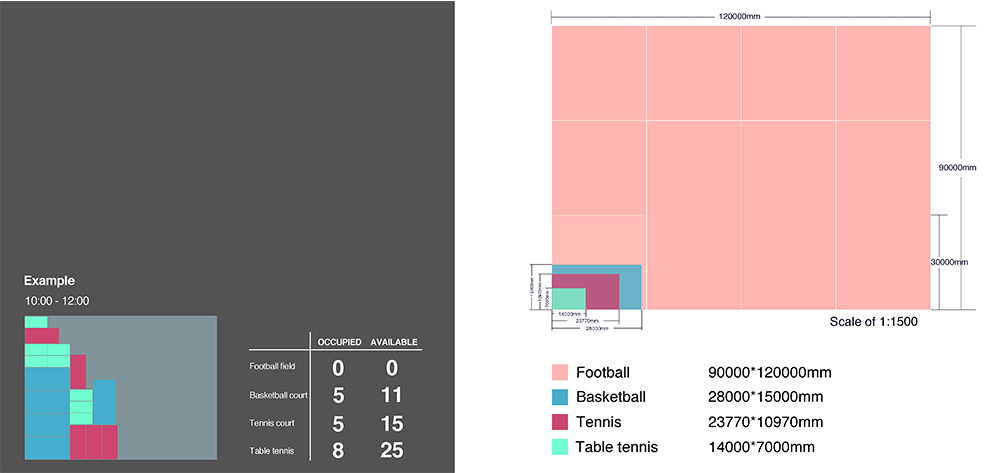 Example
10:00 - 12:00
OCCUPIED AVAILABLE
Football field 0 0
Basketball court 5 11
Tennis court 5 15
Table tennis 8 25
120000mm
90000mm
30000mm
14000mm
23770mm
28000mm
Scale of 1:1500
Football 90000*120000mm
Basketball 28000*15000mm
Tennis 23770*10970mm
Table tennis 14000*7000mm